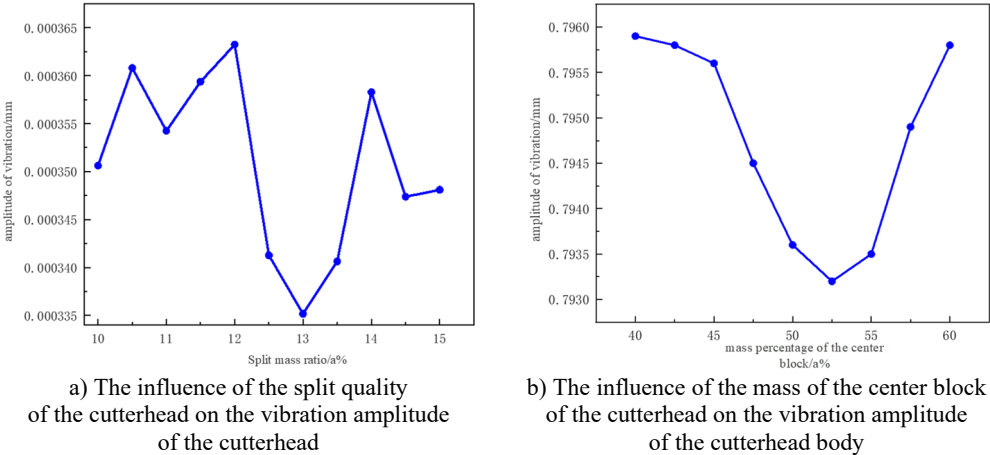 0.000365
0.000360
0.000355
0.000350
0.000345
0.000340
0.000335
amplitude of vibration/mm
10 11 12 13 14 15
Split mass ratio/a%
a) The influence of the split quality
of the cutterhead on the vibration amplitude
of the cutterhead
0.7960
0.7955
0.7950
0.7945
0.7940
0.7935
0.7930
amplitude of vibration/mm
40 45 50 55 60
mass percentage of the center
block/a%
b) The influence of the mass of the center block
of the cutterhead on the vibration amplitude
of the cutterhead body